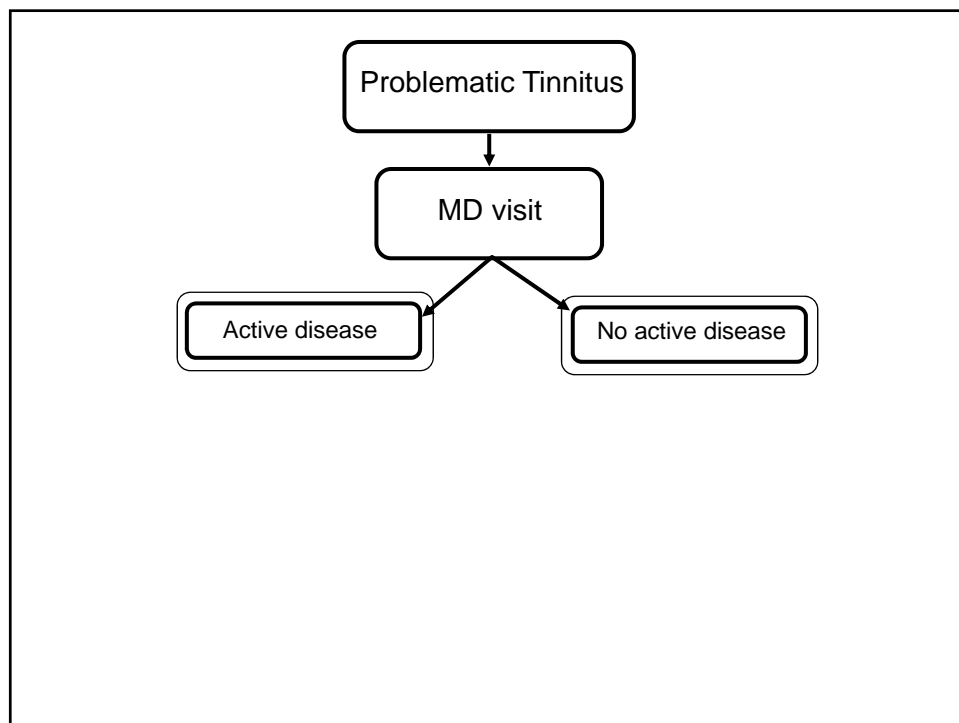 Problematic Tinnitus
MD visit
Active disease
No active disease